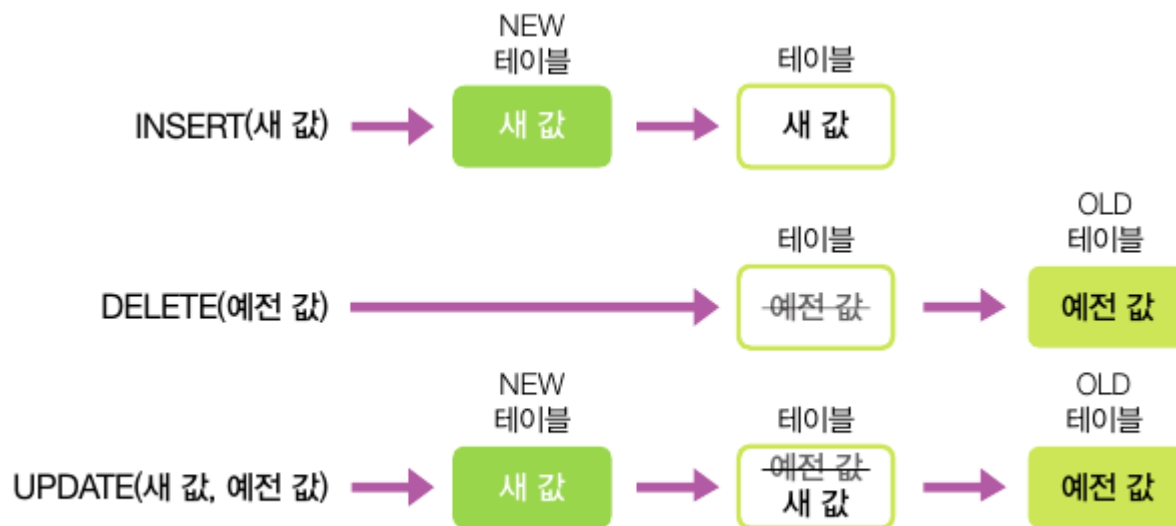 NEW
테이블
테이블
INSERT(새 값)
새 값
새 값
OLD
테이블
테이블
DELETE(예전 값)
예전 값
예전 값
NEW
테이블
테이블
OLD
테이블
UPDATE(새 값, 예전 값)
새 값
예전 값
새 값
예전 값